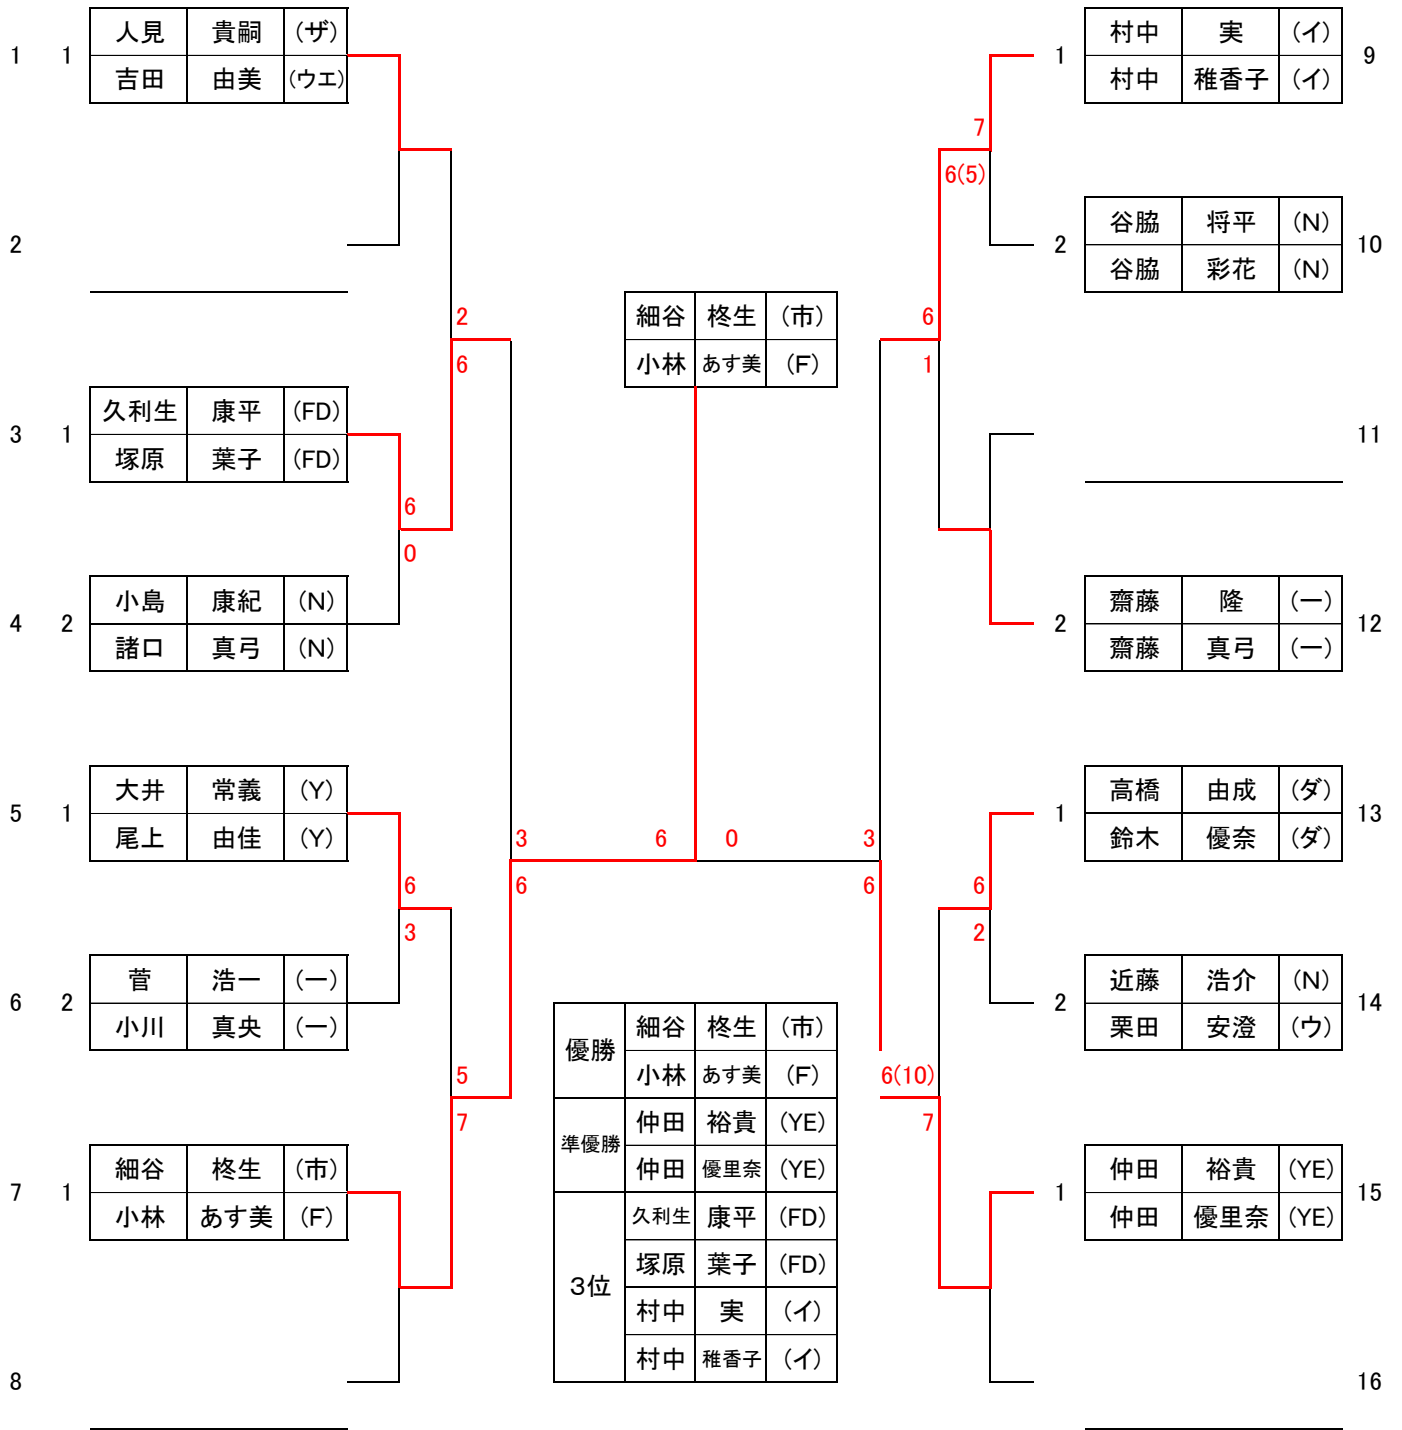 人見 貴嗣 (ザ)
1 1
吉田 由美 (ウエ)
2
2
6
久利生 康平 (FD)
3 1
塚原 葉子 (FD)
6
0
小島 康紀 (N)
4 2
諸口 真弓 (N)
大井 常義 (Y)
5 1
尾上 由佳 (Y)
6
3
菅 浩一 (一)
6 2
小川 真央 (一)
5
7
細谷 柊生 (市)
7 1
小林 あす美 (F)
8
3
6
細谷 柊生 (市)
小林 あす美 (F)
6 0
優勝
細谷 柊生 (市)
小林 あす美 (F)
準優勝
仲田 裕貴 (YE)
仲田 優里奈 (YE)
3位
久利生 康平 (FD)
塚原 葉子 (FD)
村中 実 (イ)
村中 稚香子 (イ)
3
6
村中 実 (イ)
1 9
村中 稚香子 (イ)
7
6(5)
谷脇 将平 (N)
2 10
谷脇 彩花 (N)
6
1
11
齋藤 隆 (一)
2 12
齋藤 真弓 (一)
高橋 由成 (ダ)
1 13
鈴木 優奈 (ダ)
6
2
近藤 浩介 (N)
2 14
栗田 安澄 (ウ)
6(10)
7
仲田 裕貴 (YE)
1 15
仲田 優里奈 (YE)
16